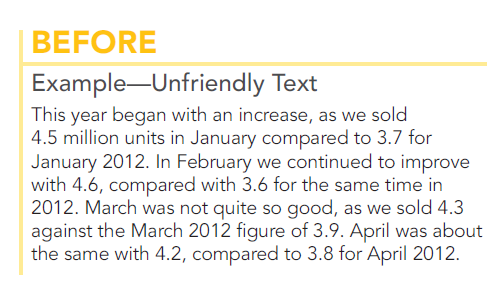 BEFORE
Example—Unfriendly Text
This year began with an increase, as we sold
4.5 million units in January compared to 3.7 for
January 2012. In February we continued to improve
with 4.6, compared with 3.6 for the same time in
2012. March was not quite so good, as we sold 4.3
against the March 2012 figure of 3.9. April was about
the same with 4.2, compared to 3.8 for April 2012.